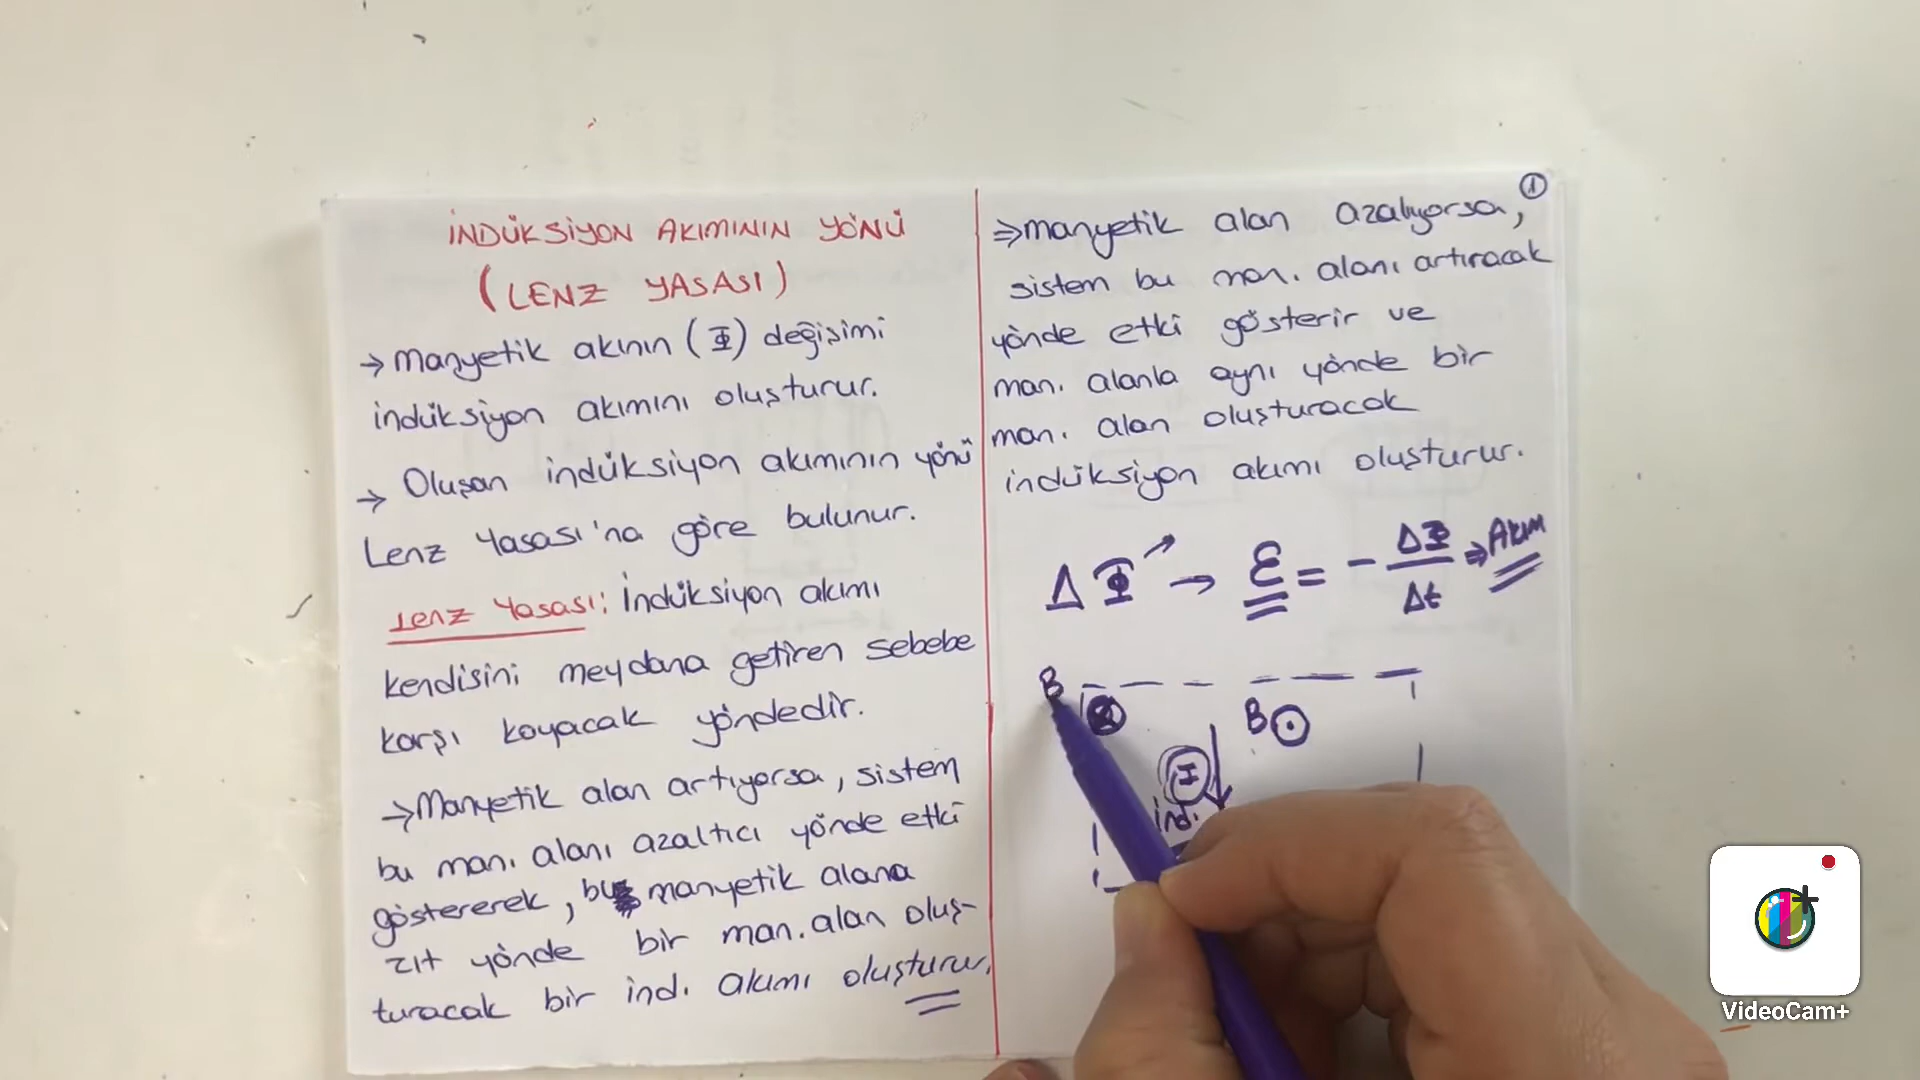 İNDÜKSİYON AKIMININ YÖNÜ
(LENZ YASASI)
→ Manyetik akının (Φ) değişimi
indüksiyon akımını oluşturur.
→ Oluşan indüksiyon akımının yönü
Lenz Yasası'na göre bulunur.
Lenz Yasası: İndüksiyon akımı
kendisini meydana getiren sebebe
karşı koyacak yöndedir.
→ Manyetik alan artıyorsa, sistem
bu man. alanı azaltıcı yönde etki
göstererek, bu manyetik alana
zıt yönde bir man. alan oluş-
turacak bir ind. akımı oluşturur.
1
⇒ manyetik alan azalıyorsa,
sistem bu man. alanı artıracak
yönde etki gösterir ve
man. alanla aynı yönde bir
man. alan oluşturacak
indüksiyon akımı oluşturur.
ΔΦ → ε = - ΔΦ/Δt ⇒ Akım
B
B
I
ind.
VideoCam+